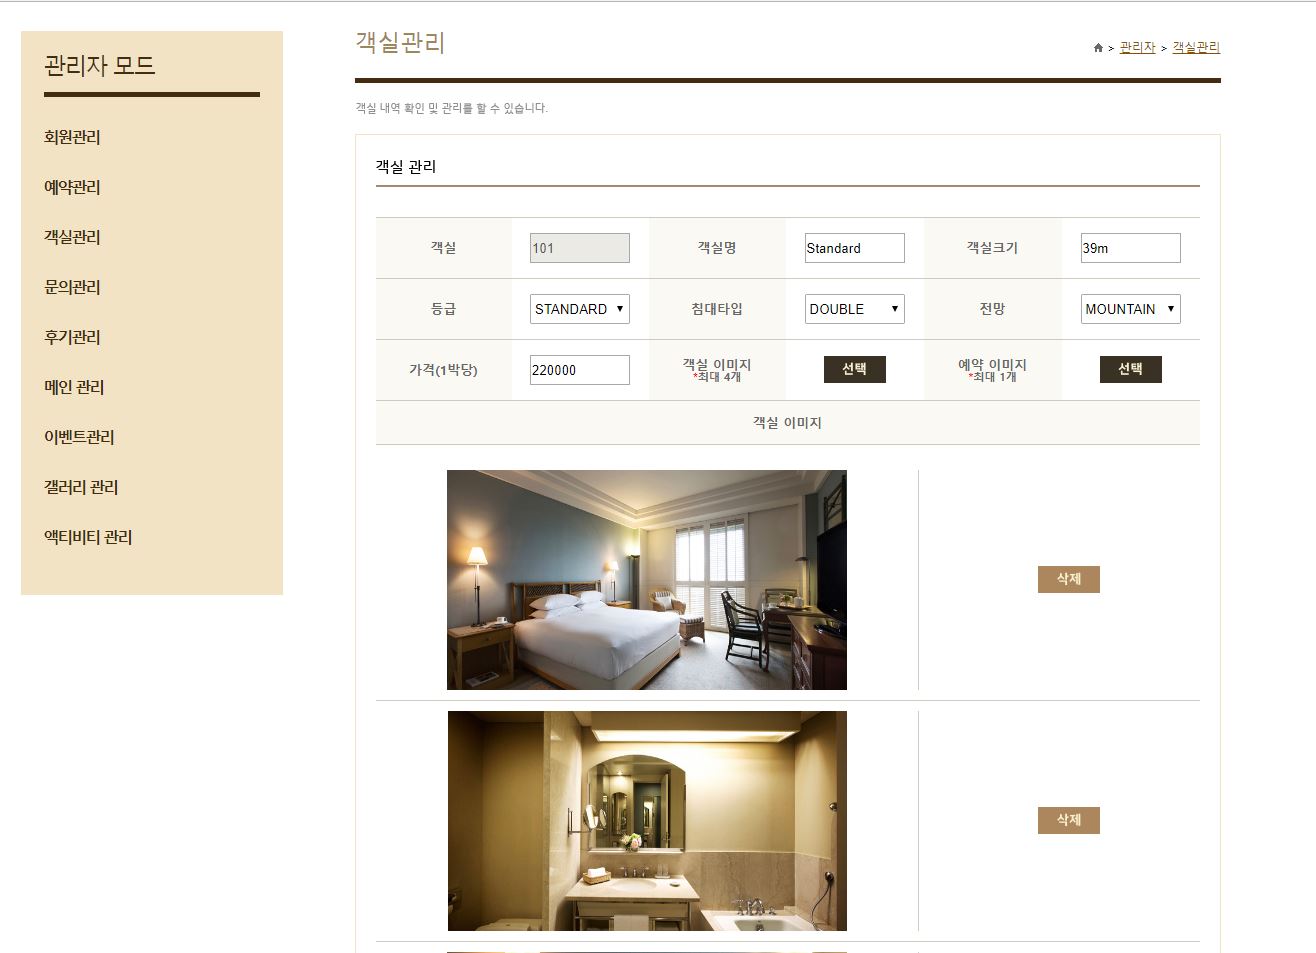 관리자 모드
회원관리
예약관리
객실관리
문의관리
후기관리
메인 관리
이벤트관리
갤러리 관리
액티비티 관리
객실관리
> 관리자 > 객실관리
객실 내역 확인 및 관리를 할 수 있습니다.
객실 관리
객실 101 객실명 Standard 객실크기 39m
등급 STANDARD 침대타입 DOUBLE 전망 MOUNTAIN
가격(1박당) 220000 객실 이미지 선택 예약 이미지 선택
*최대 4개 *최대 1개
객실 이미지
삭제
삭제